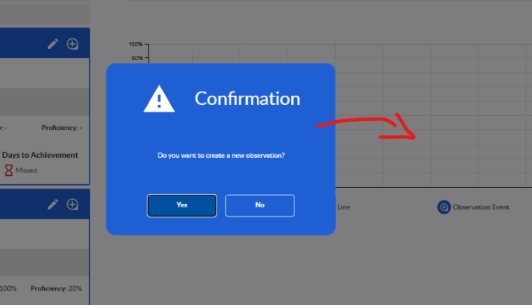 100%
80%
Confirmation
Do you want to create a new observation?
Yes
No
Proficiency: -
Days to Achievement
Missed
Line
Observation Event
100%
Proficiency: 20%